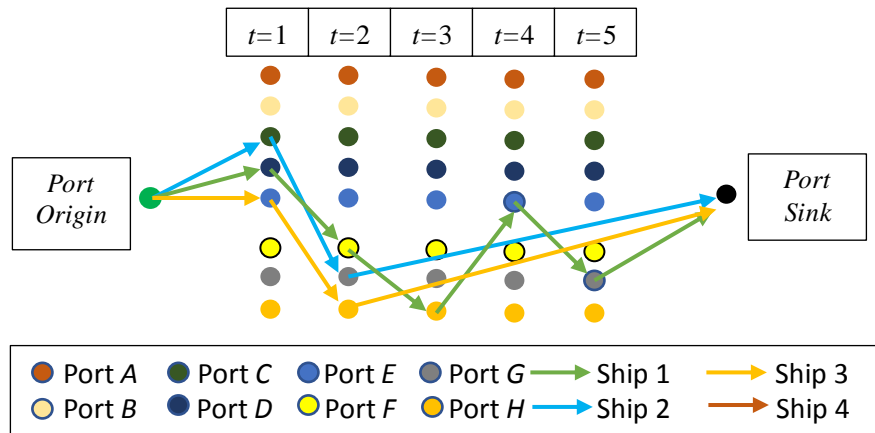 t=1 t=2 t=3 t=4 t=5
Port
Origin
Port
Sink
Port A Port C Port E Port G Ship 1 Ship 3
Port B Port D Port F Port H Ship 2 Ship 4